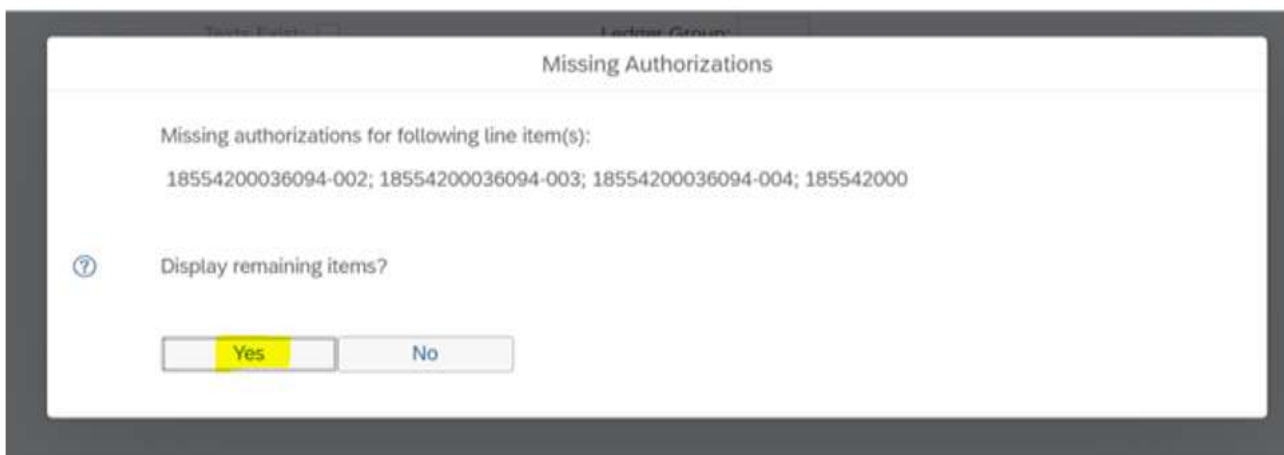 Texts Exist: Ledger Group:
Missing Authorizations
Missing authorizations for following line item(s):
18554200036094-002; 18554200036094-003; 18554200036094-004; 185542000
Display remaining items?
Yes No